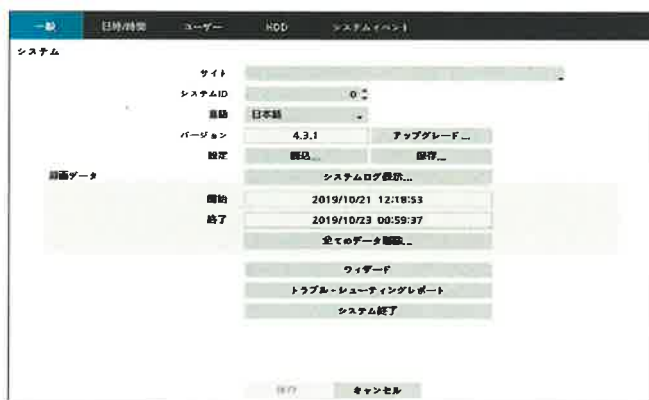 一般 日時/時間 ユーザー HDD システムイベント
システム
サイト
システムID 0
言語 日本語
バージョン 4.3.1 アップグレード...
設定 読込... 保存...
録画データ システムログ表示...
開始 2019/10/21 12:18:53
終了 2019/10/23 00:59:37
全てのデータ削除...
ウィザード
トラブル・シューティングレポート
システム終了
保存 キャンセル